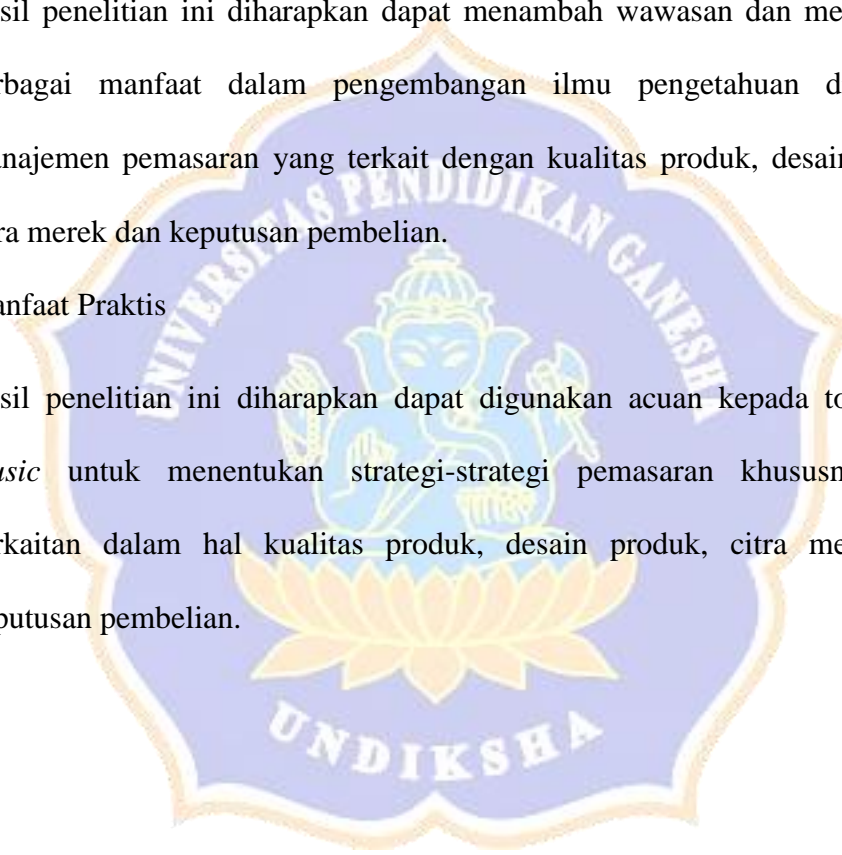 sil penelitian ini diharapkan dapat menambah wawasan dan me
rbagai manfaat dalam pengembangan ilmu pengetahuan d
anajemen pemasaran yang terkait dengan kualitas produk, desain
ra merek dan keputusan pembelian.
anfaat Praktis
sil penelitian ini diharapkan dapat digunakan acuan kepada to
usic untuk menentukan strategi-strategi pemasaran khususn
rkaitan dalam hal kualitas produk, desain produk, citra me
putusan pembelian.
UNIVERSITAS PENDIDIKAN GANESH
UNDIKSHA